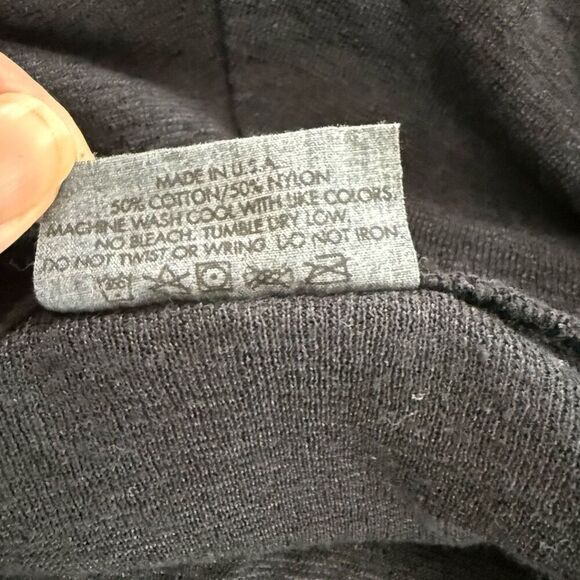 MADE IN U.S.A.
50% COTTON/50% NYLON
MACHINE WASH COOL WITH LIKE COLORS.
NO BLEACH. TUMBLE DRY LOW.
DO NOT TWIST OR WRING. DO NOT IRON.